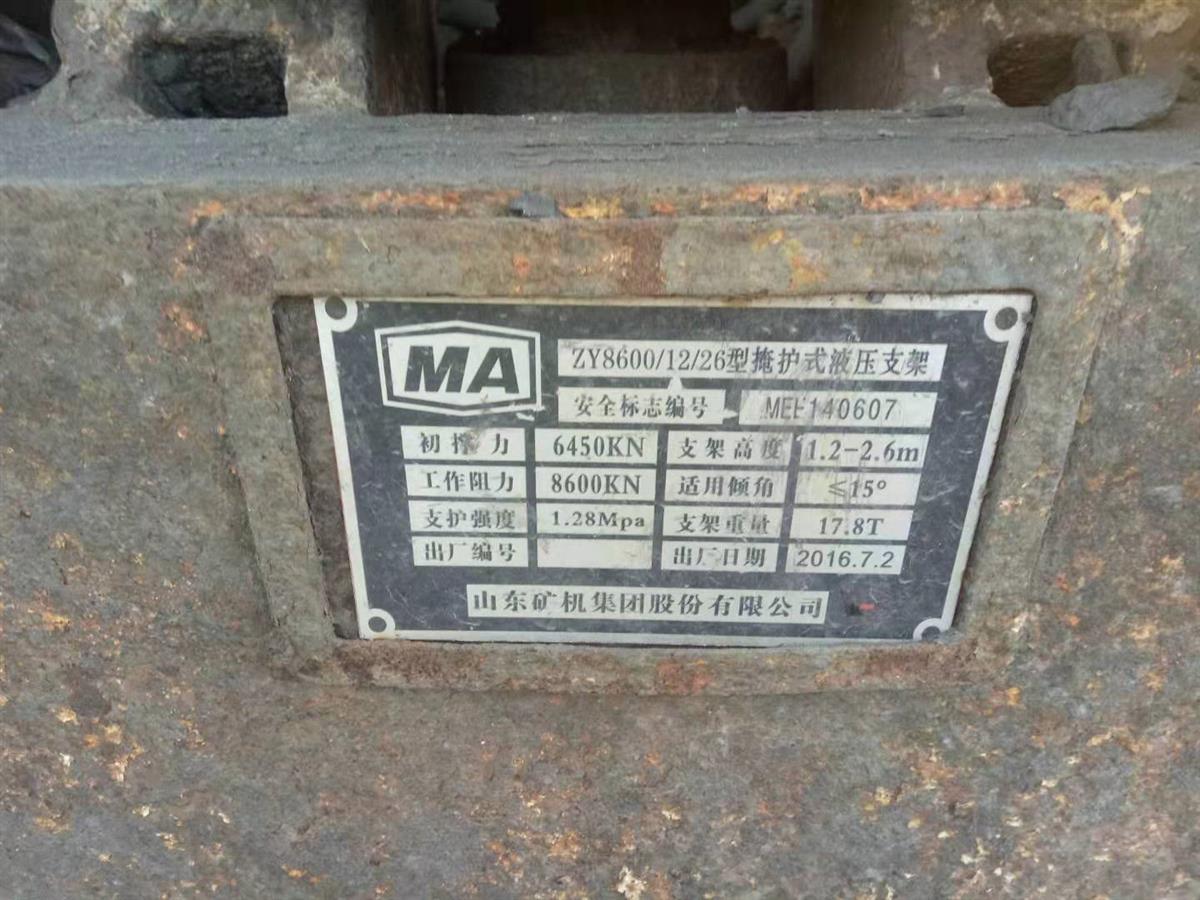 MA
ZY8600/12/26型掩护式液压支架
安全标志编号 MEF140607
初撑力 6450KN 支架高度 1.2-2.6m
工作阻力 8600KN 适用倾角 ≤15°
支护强度 1.28Mpa 支架重量 17.8T
出厂编号 出厂日期 2016.7.2
山东矿机集团股份有限公司